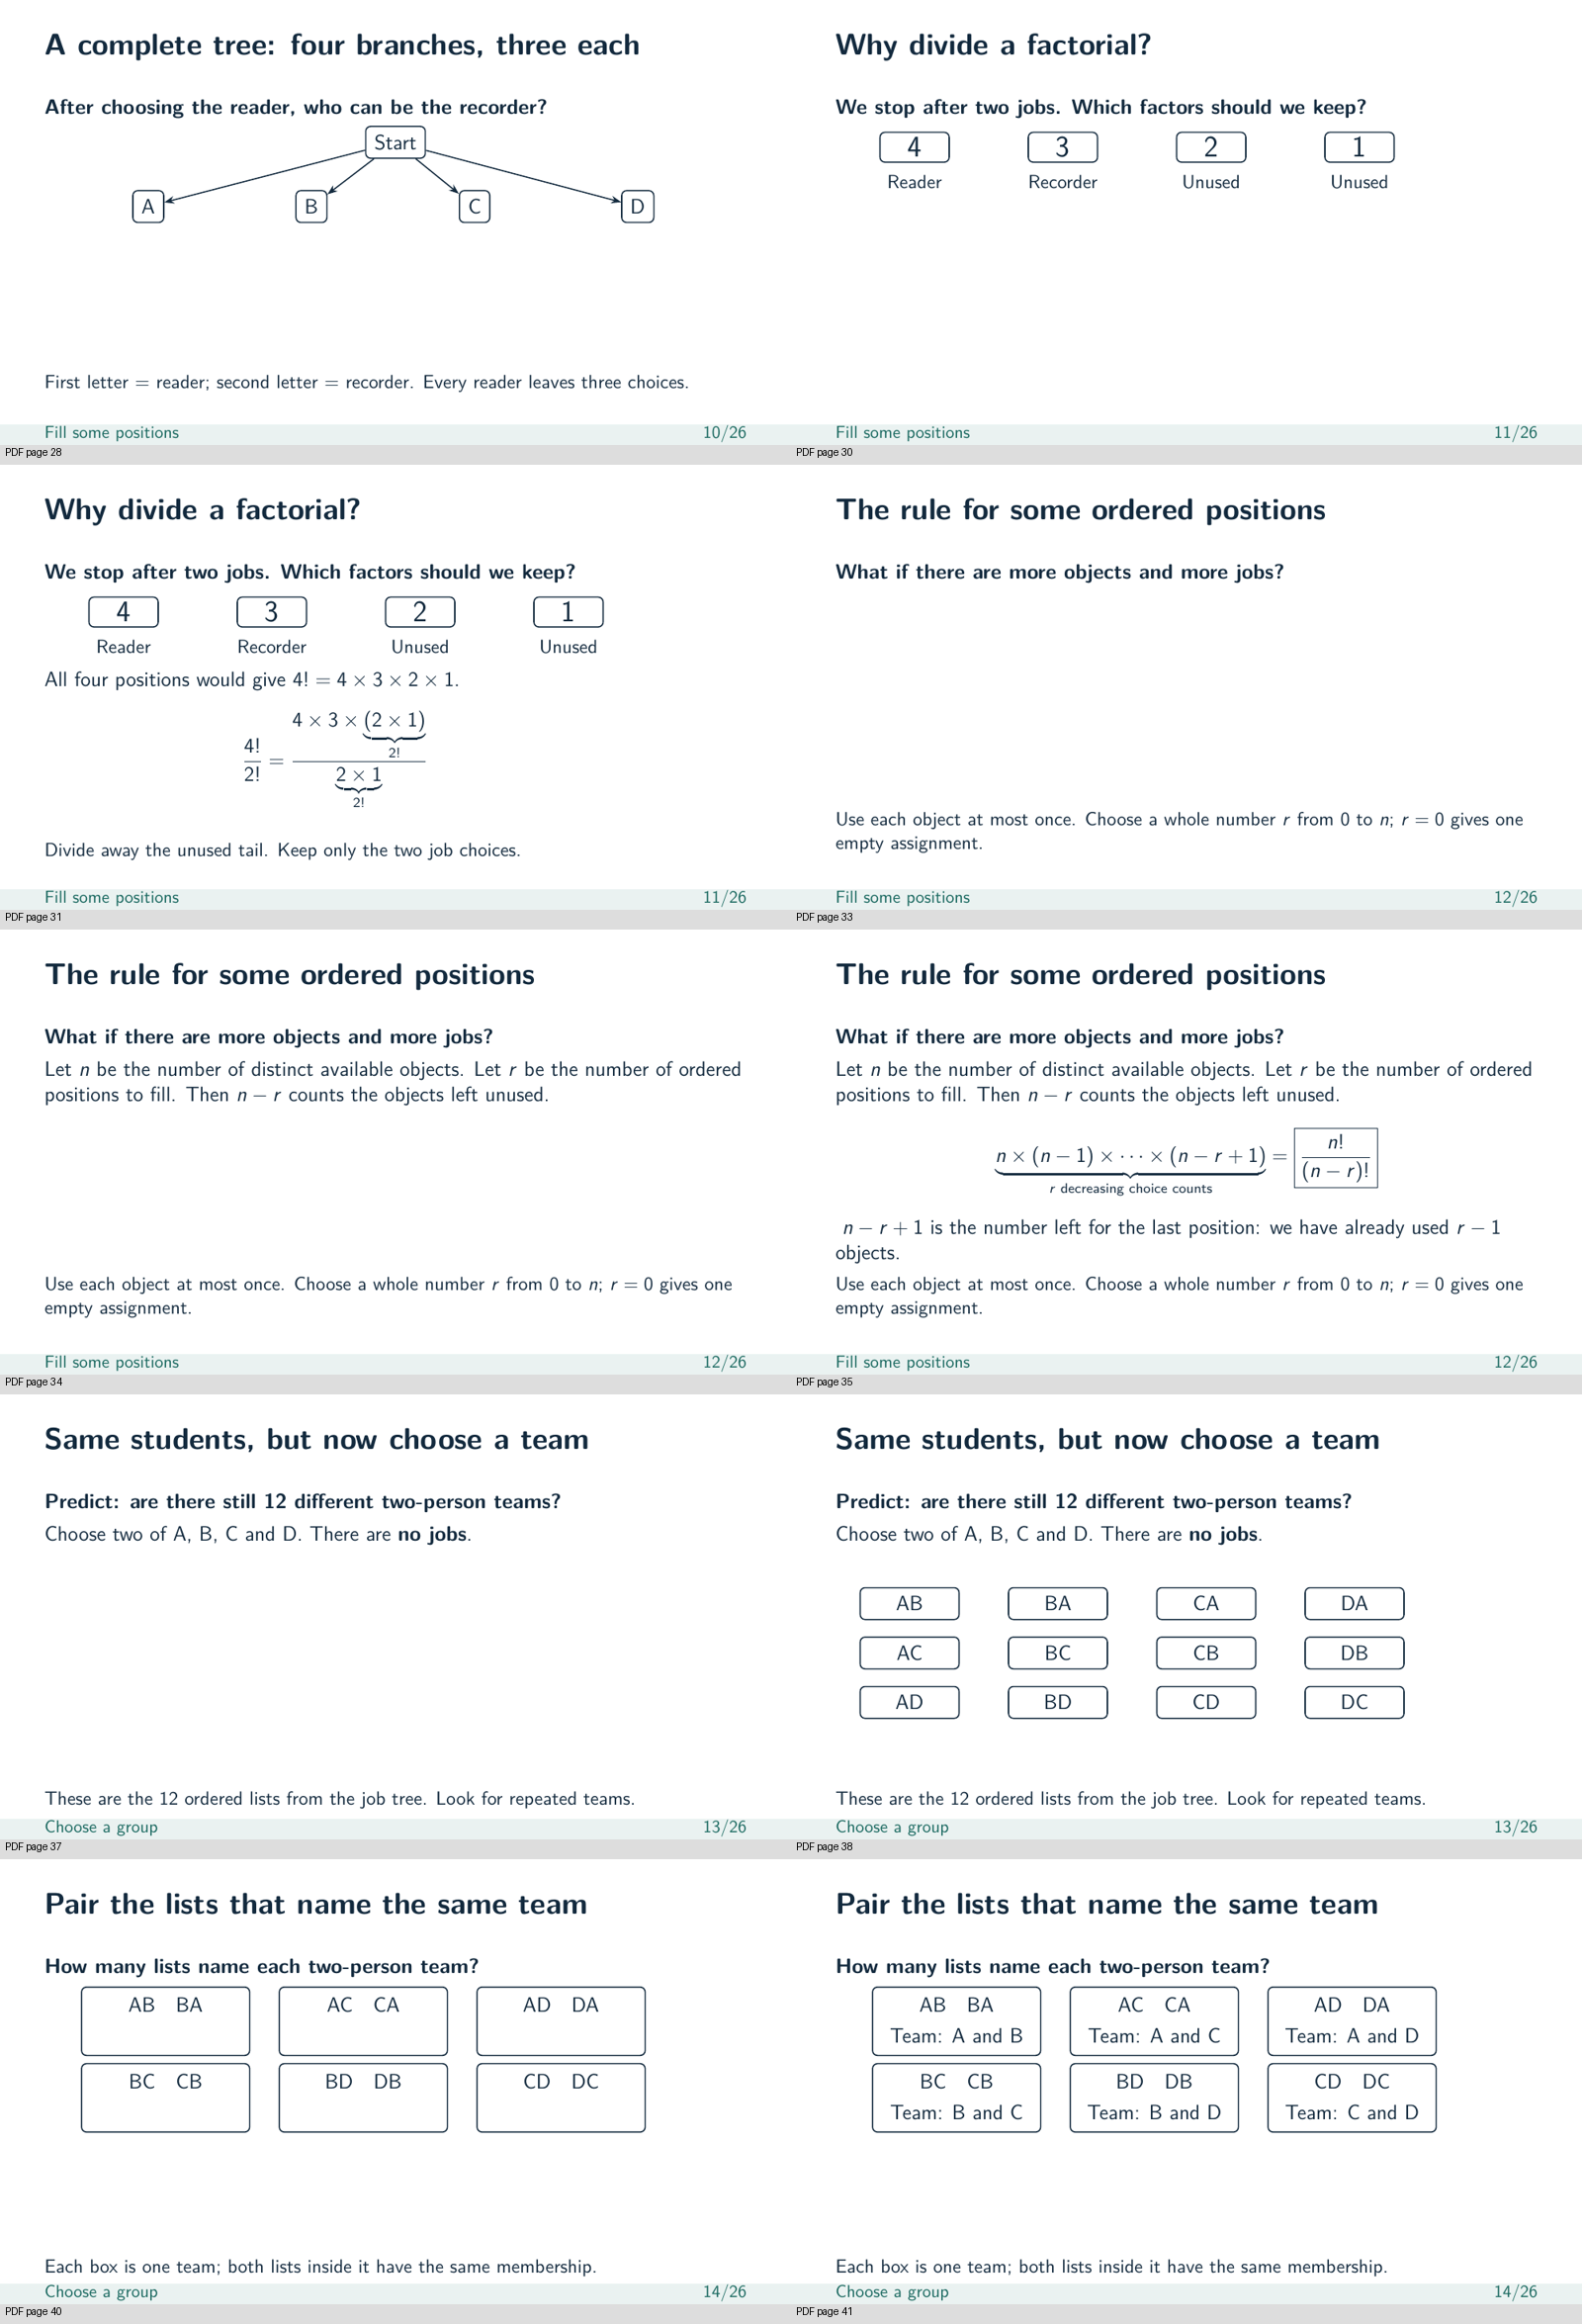 A complete tree: four branches, three each
After choosing the reader, who can be the recorder?
Start
A B C D
First letter = reader; second letter = recorder. Every reader leaves three choices.
Fill some positions 10/26
PDF page 28
Why divide a factorial?
We stop after two jobs. Which factors should we keep?
4 3 2 1
Reader Recorder Unused Unused
Fill some positions 11/26
PDF page 30
Why divide a factorial?
We stop after two jobs. Which factors should we keep?
4 3 2 1
Reader Recorder Unused Unused
All four positions would give 4! = 4 × 3 × 2 × 1.
4 × 3 × (2 × 1)
2!
4!
2!
=
2 × 1
2!
Divide away the unused tail. Keep only the two job choices.
Fill some positions 11/26
PDF page 31
The rule for some ordered positions
What if there are more objects and more jobs?
Use each object at most once. Choose a whole number r from 0 to n; r = 0 gives one
empty assignment.
Fill some positions 12/26
PDF page 33
The rule for some ordered positions
What if there are more objects and more jobs?
Let n be the number of distinct available objects. Let r be the number of ordered
positions to fill. Then n − r counts the objects left unused.
Use each object at most once. Choose a whole number r from 0 to n; r = 0 gives one
empty assignment.
Fill some positions 12/26
PDF page 34
The rule for some ordered positions
What if there are more objects and more jobs?
Let n be the number of distinct available objects. Let r be the number of ordered
positions to fill. Then n − r counts the objects left unused.
n × (n − 1) × · · · × (n − r + 1) = n! / (n − r)!
r decreasing choice counts
n − r + 1 is the number left for the last position: we have already used r − 1
objects.
Use each object at most once. Choose a whole number r from 0 to n; r = 0 gives one
empty assignment.
Fill some positions 12/26
PDF page 35
Same students, but now choose a team
Predict: are there still 12 different two-person teams?
Choose two of A, B, C and D. There are no jobs.
These are the 12 ordered lists from the job tree. Look for repeated teams.
Choose a group 13/26
PDF page 37
Same students, but now choose a team
Predict: are there still 12 different two-person teams?
Choose two of A, B, C and D. There are no jobs.
AB BA CA DA
AC BC CB DB
AD BD CD DC
These are the 12 ordered lists from the job tree. Look for repeated teams.
Choose a group 13/26
PDF page 38
Pair the lists that name the same team
How many lists name each two-person team?
AB BA AC CA AD DA
BC CB BD DB CD DC
Each box is one team; both lists inside it have the same membership.
Choose a group 14/26
PDF page 40
Pair the lists that name the same team
How many lists name each two-person team?
AB BA AC CA AD DA
Team: A and B Team: A and C Team: A and D
BC CB BD DB CD DC
Team: B and C Team: B and D Team: C and D
Each box is one team; both lists inside it have the same membership.
Choose a group 14/26
PDF page 41